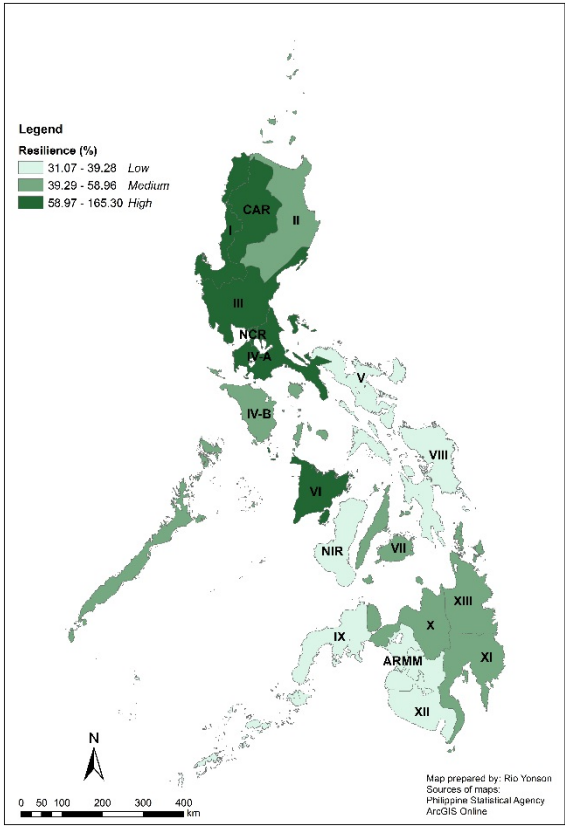 Legend
Resilience (%)
31.07 - 39.28 Low
39.29 - 58.96 Medium
58.97 - 165.30 High
CAR
II
I
III
NCR
IV-A
V
IV-B
VIII
VI
NIR
VII
XIII
IX
X
ARMM
XI
XII
N
0 50 100 200 300 400
km
Map prepared by: Rio Yonson
Sources of maps:
Philippine Statistical Agency
ArcGIS Online